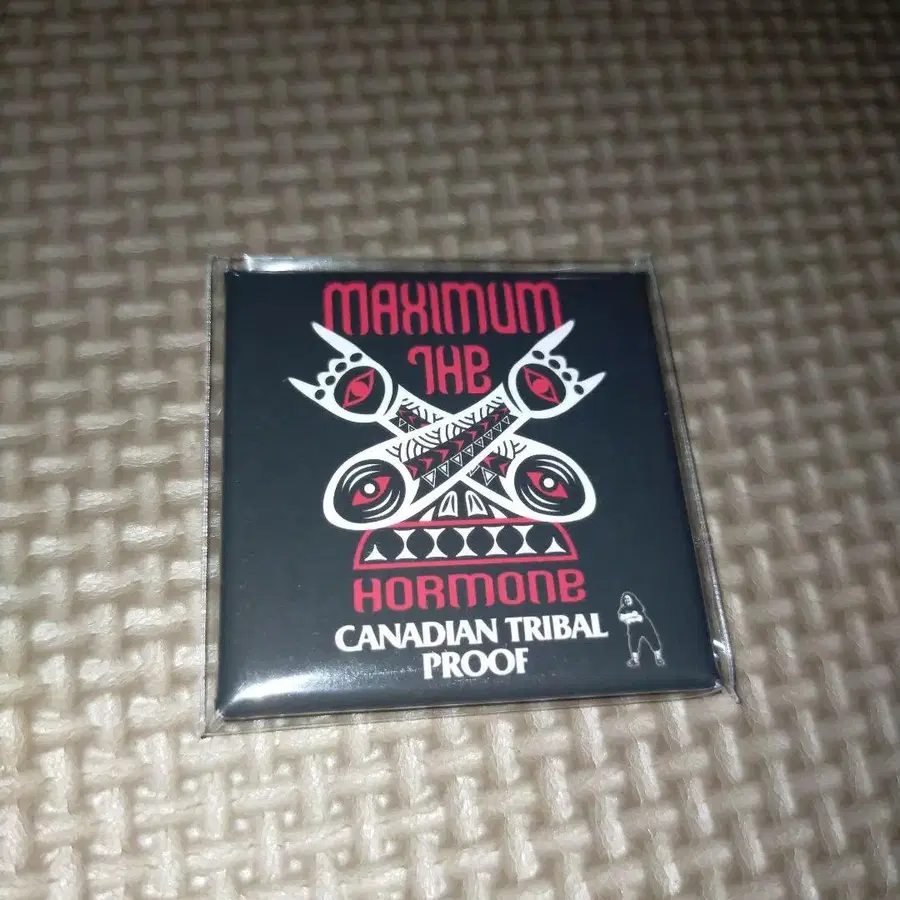 MAXIMUM
THE
HORMONE
CANADIAN TRIBAL
PROOF